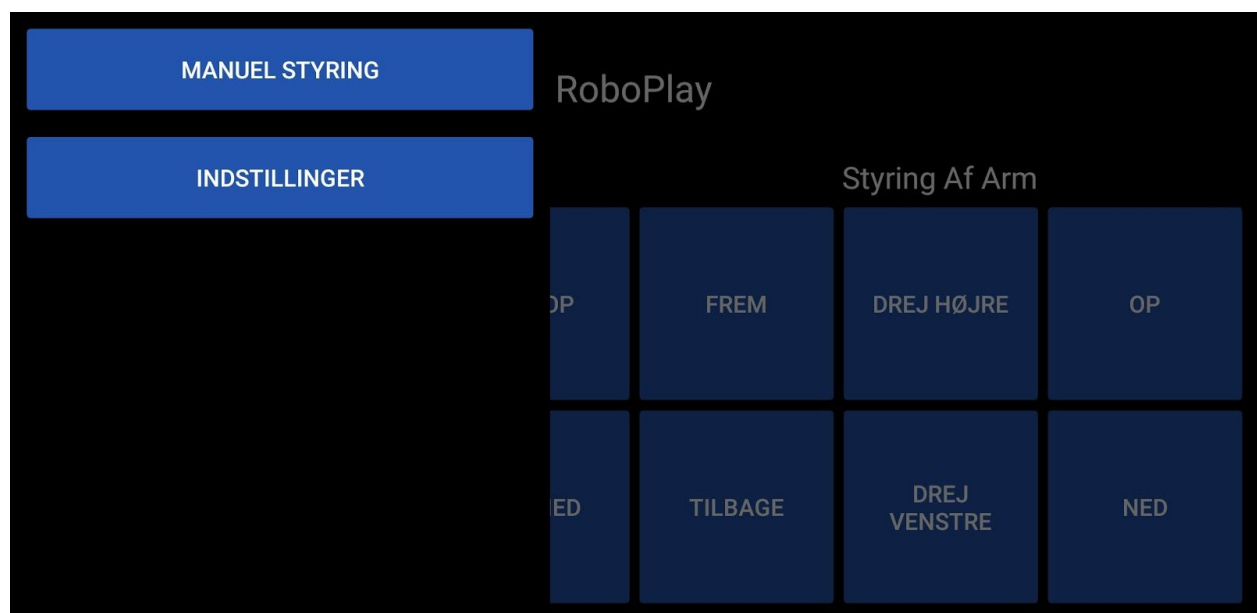 MANUEL STYRING
RoboPlay
INDSTILLINGER
Styring Af Arm
FREM
DREJ HØJRE
OP
TILBAGE
DREJ
VENSTRE
NED